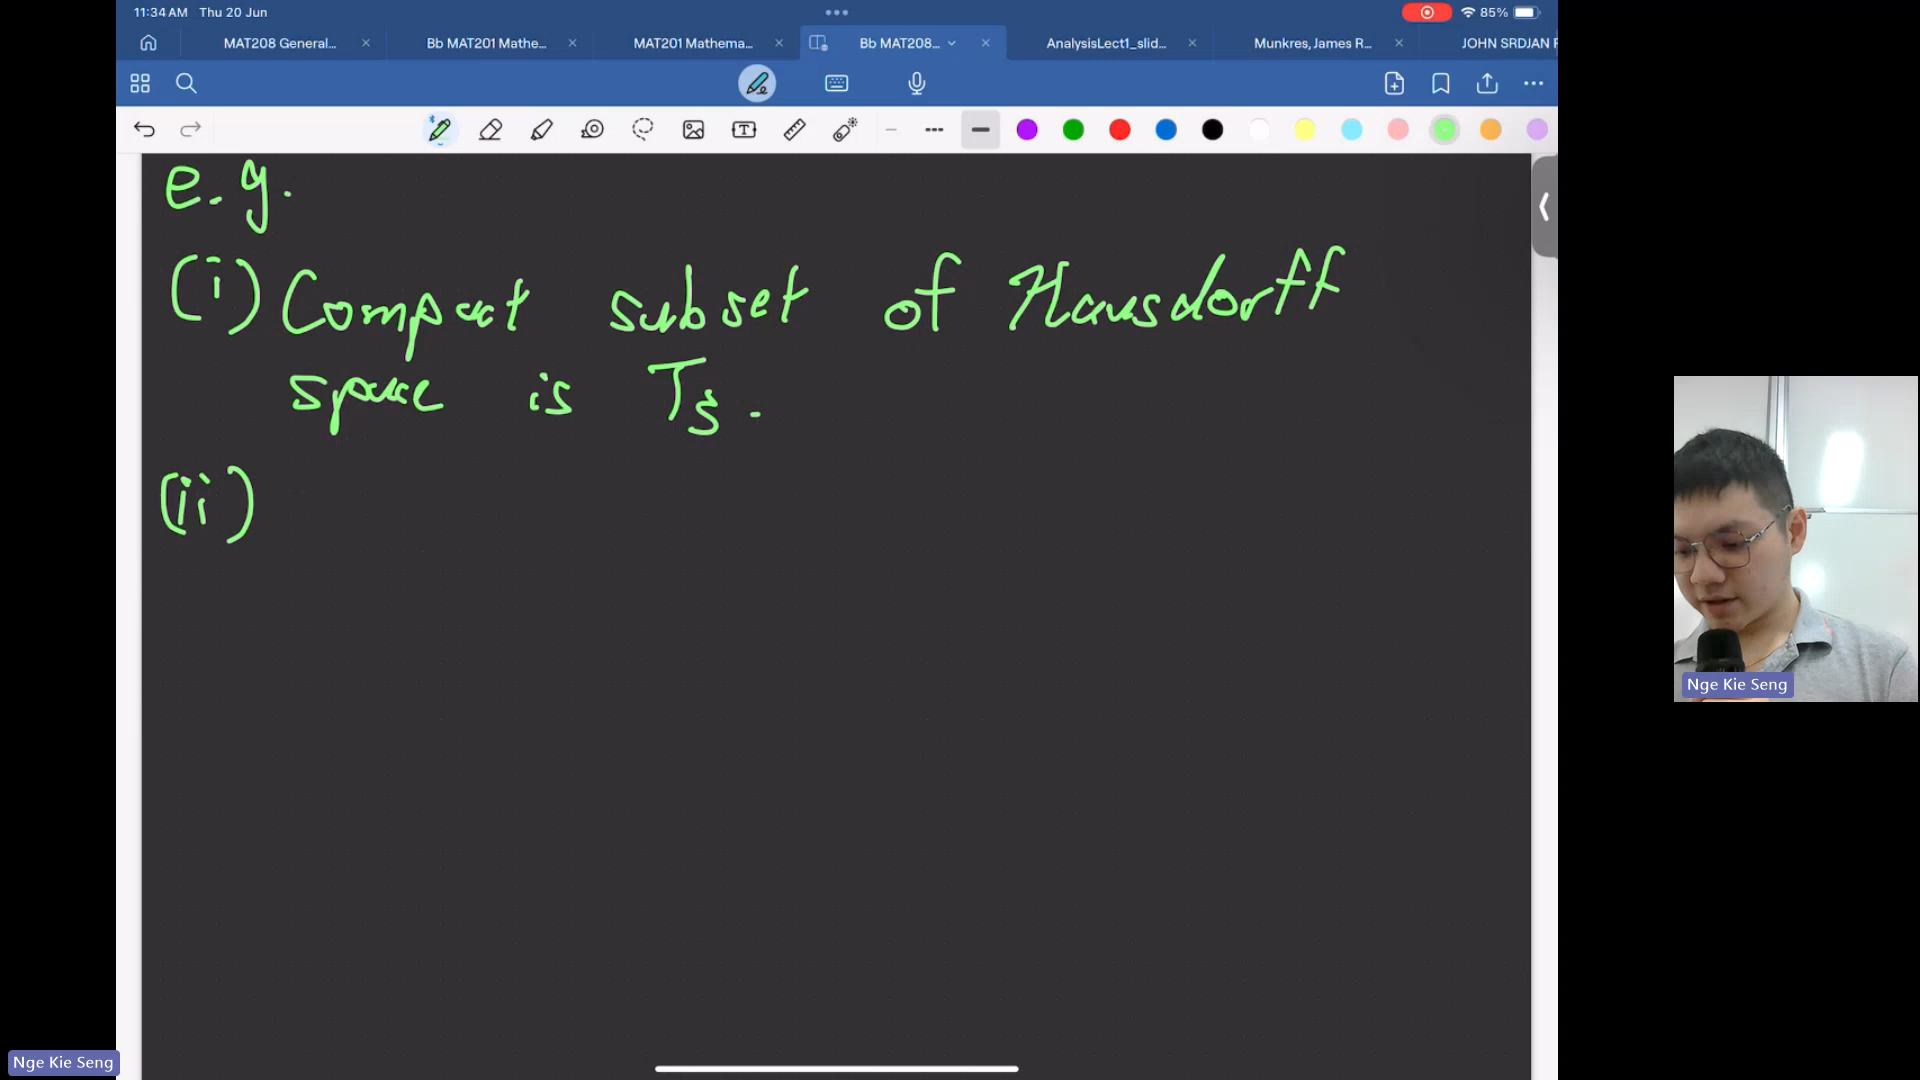 11:34 AM Thu 20 Jun
85%
MAT208 General...
Bb MAT201 Mathe...
MAT201 Mathema...
Bb MAT208...
AnalysisLect1_slid...
Munkres, James R...
JOHN SRDJAN P
e.g.
(i) Compact subset of Hausdorff
space is T3.
(ii)
Nge Kie Seng
Nge Kie Seng